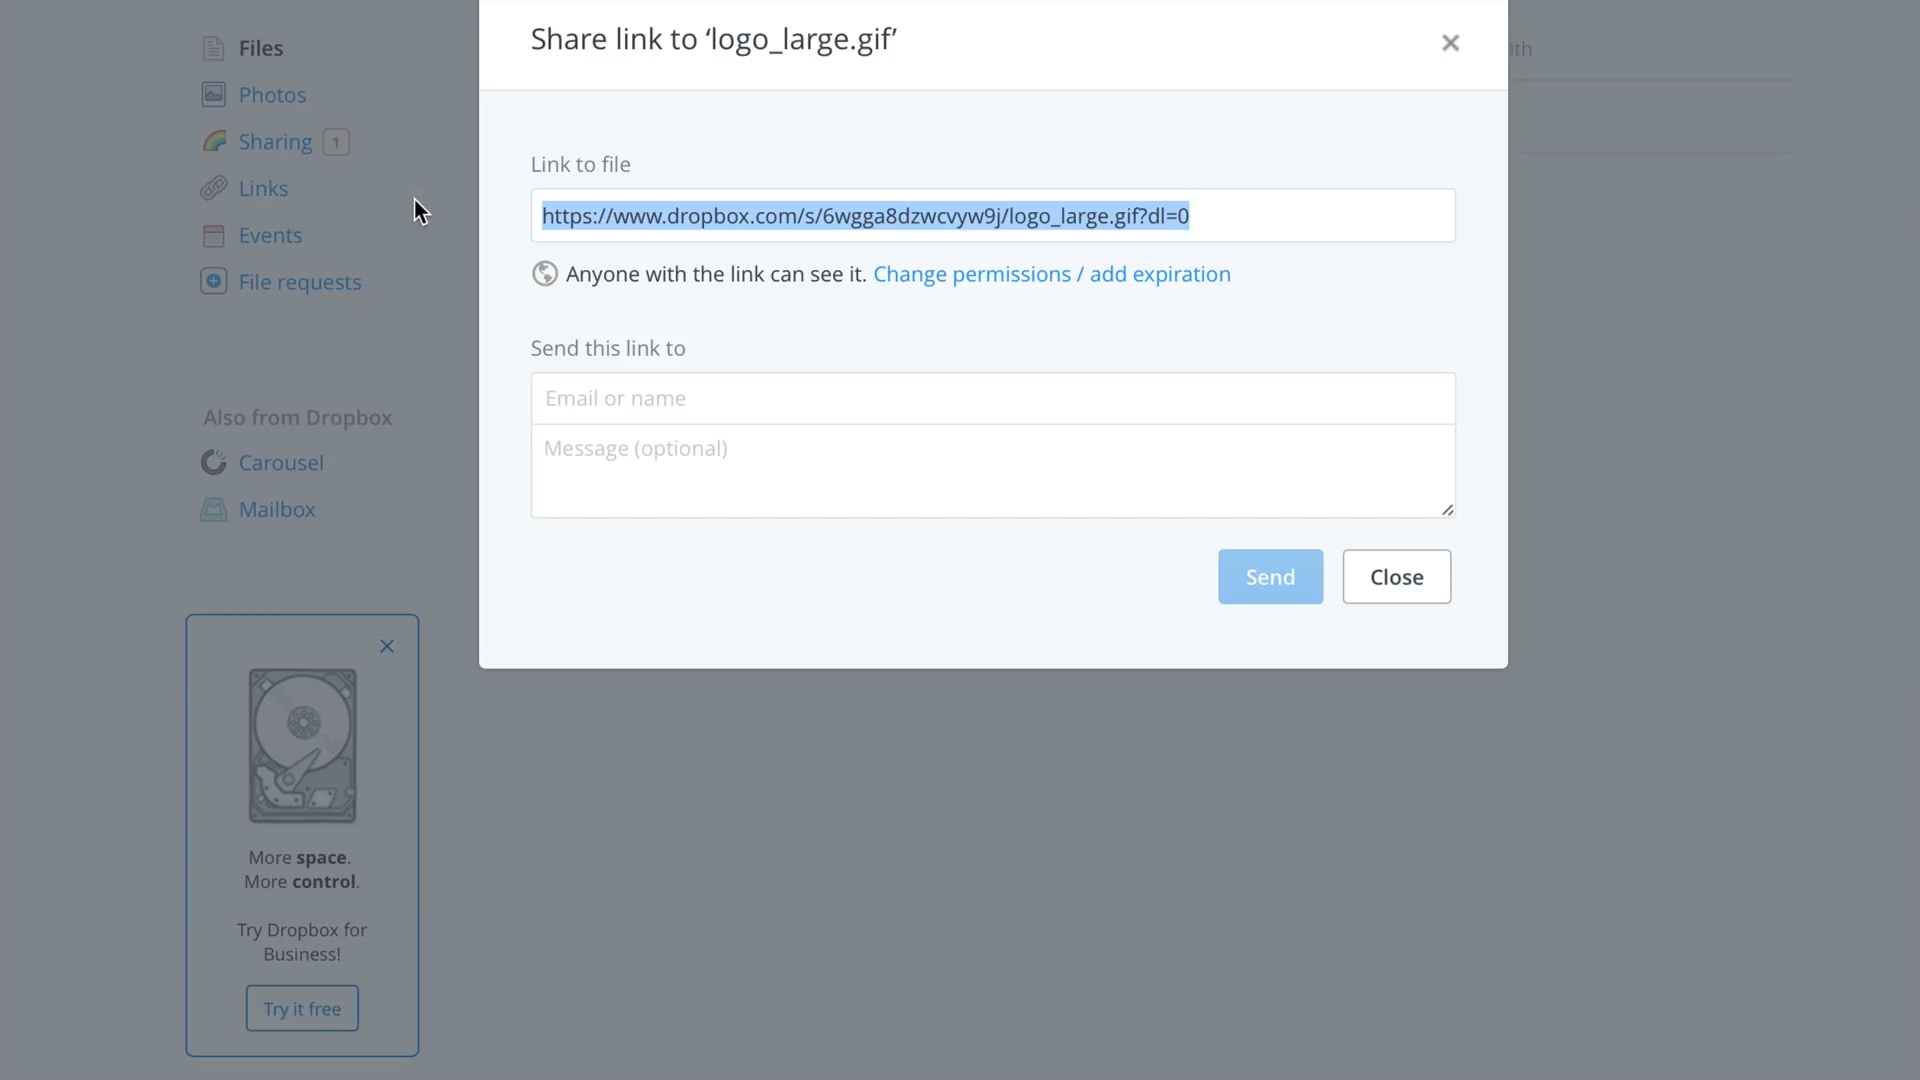 Files
Photos
Sharing 1
Links
Events
File requests
Also from Dropbox
Carousel
Mailbox
More space.
More control.
Try Dropbox for
Business!
Try it free
Share link to ‘logo_large.gif’
Link to file
https://www.dropbox.com/s/6wgga8dzwcvyw9j/logo_large.gif?dl=0
Anyone with the link can see it. Change permissions / add expiration
Send this link to
Email or name
Message (optional)
Send
Close